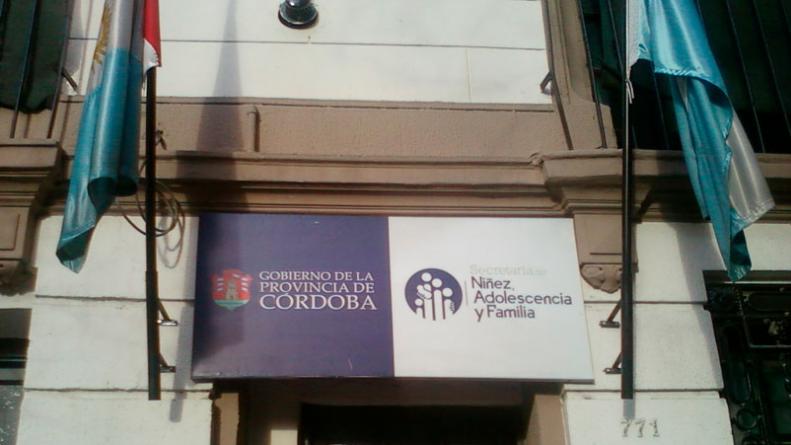 GOBIERNO DE LA
PROVINCIA DE
CÓRDOBA
Secretaría de
Niñez,
Adolescencia
y Familia
771